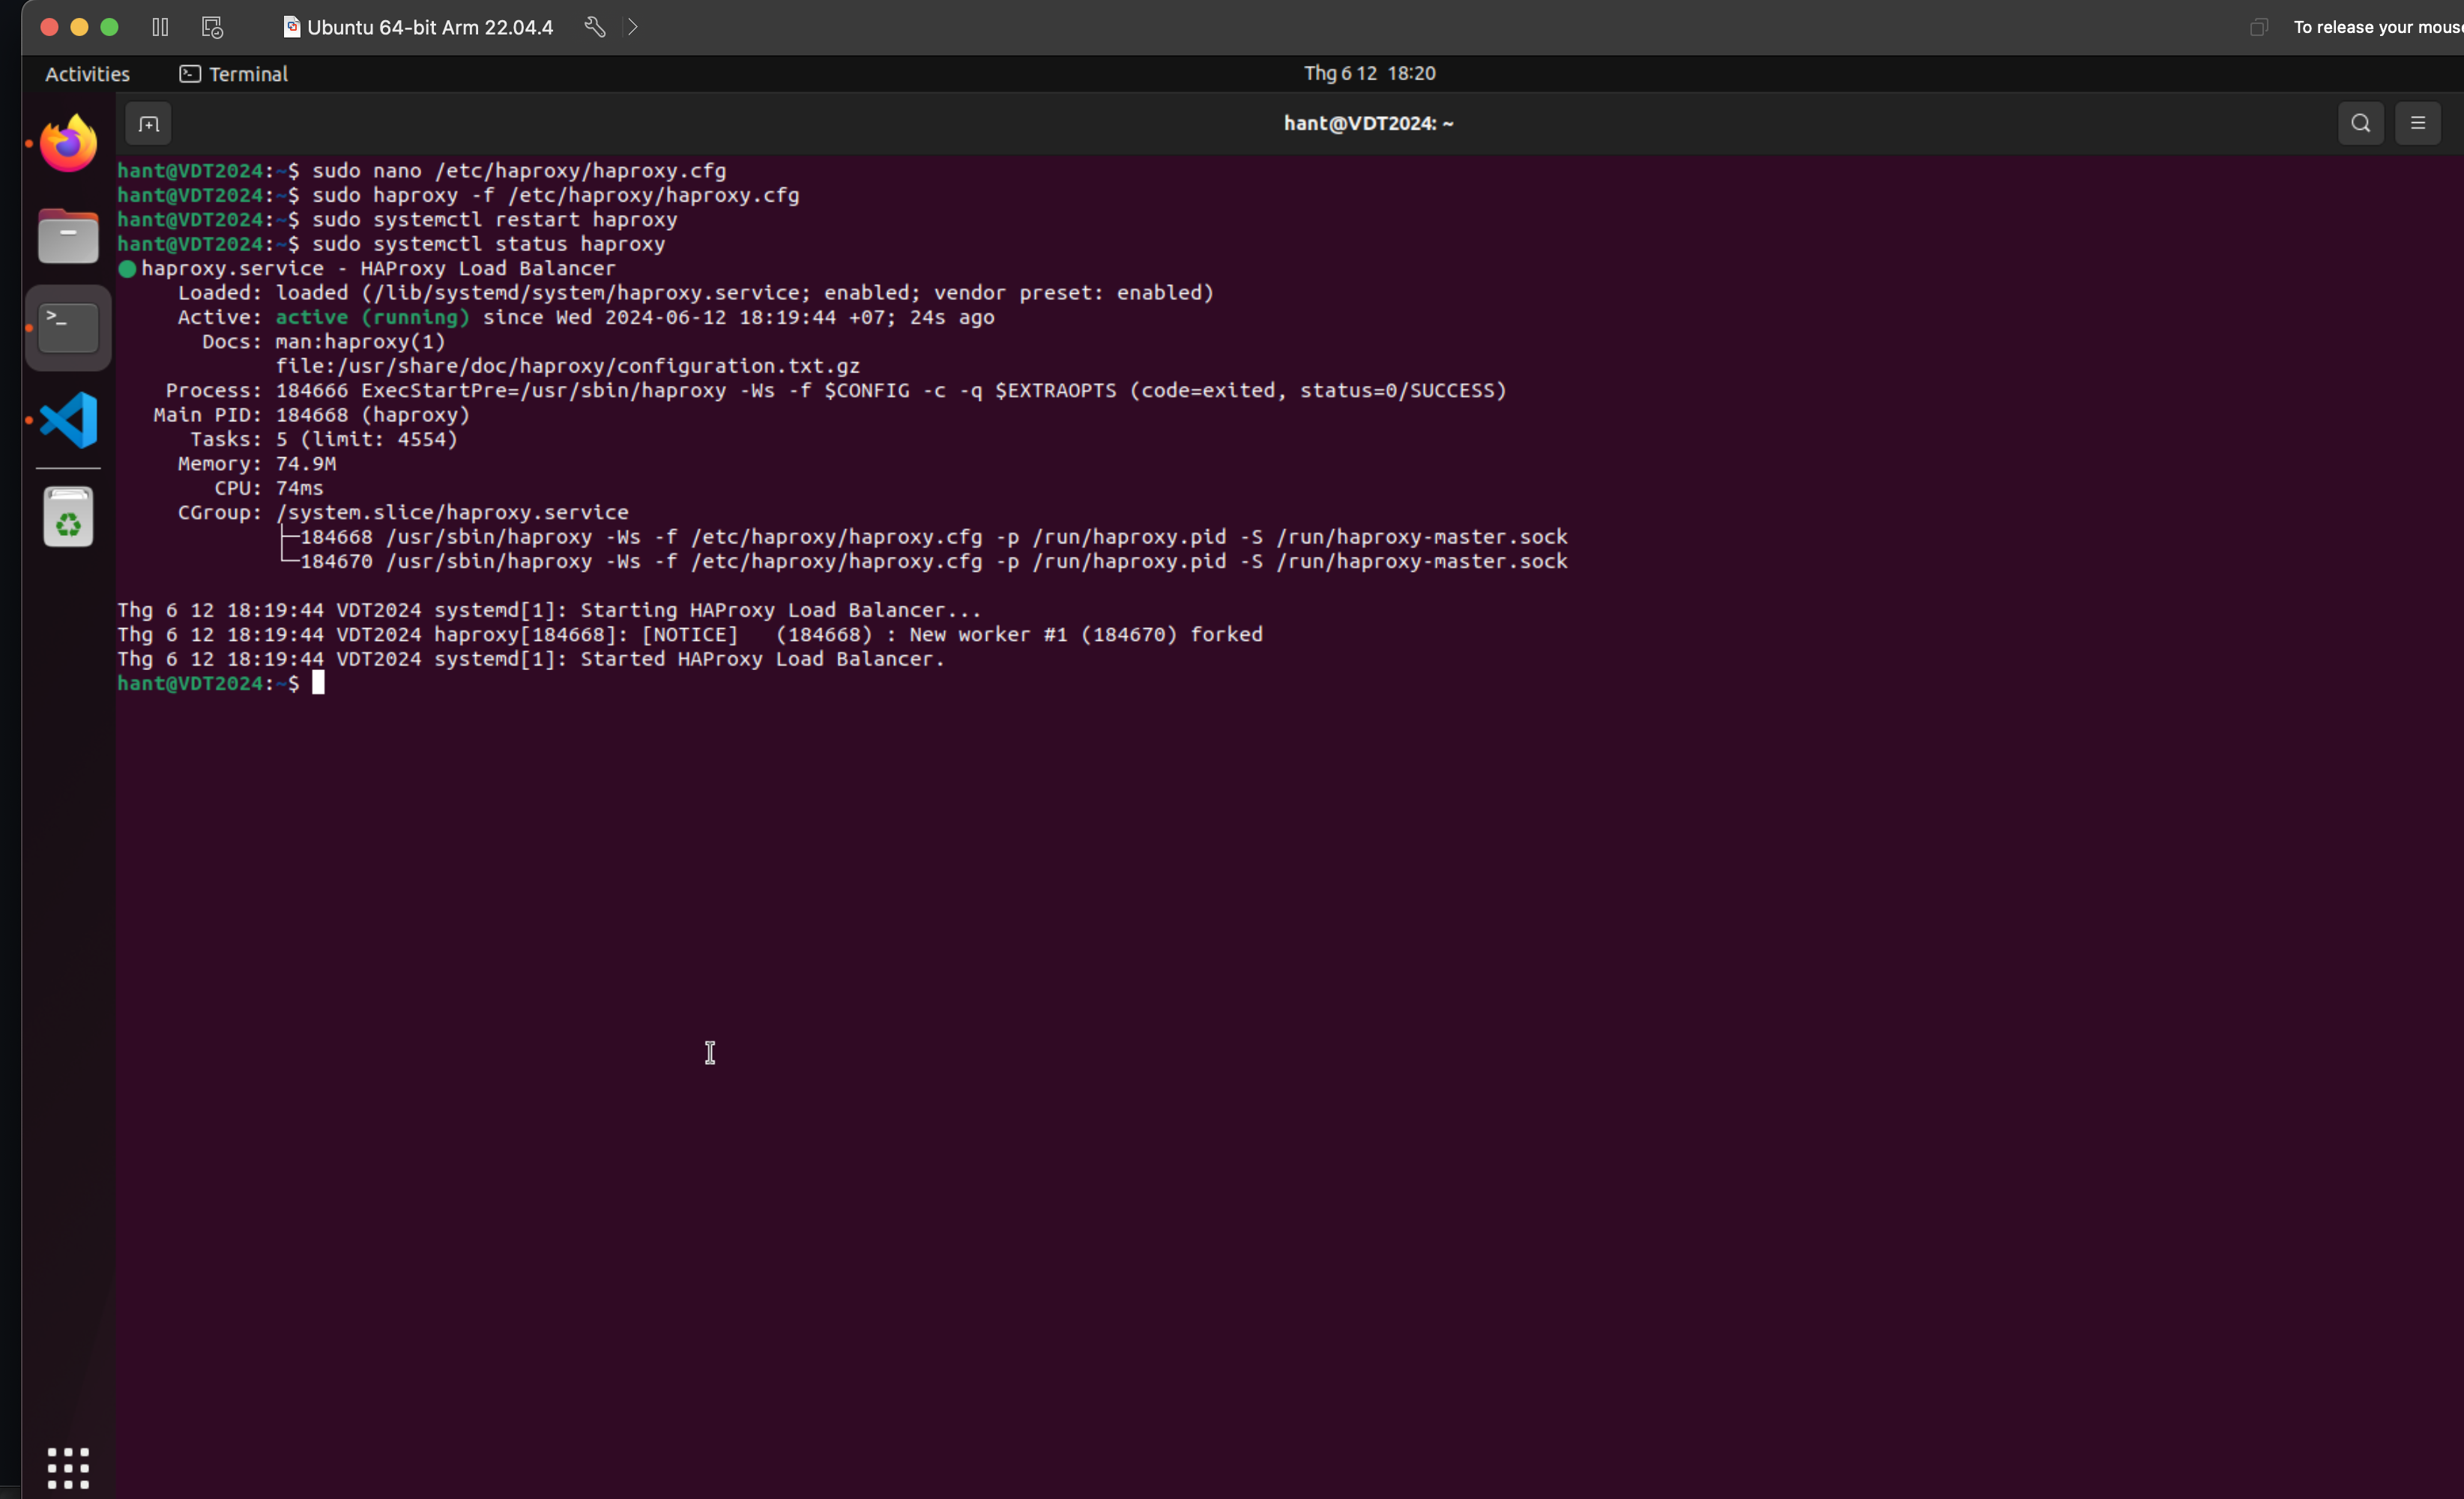 Ubuntu 64-bit Arm 22.04.4
To release your mouse
Activities
Terminal
Thg 6 12 18:20
hant@VDT2024: ~
hant@VDT2024:~$ sudo nano /etc/haproxy/haproxy.cfg
hant@VDT2024:~$ sudo haproxy -f /etc/haproxy/haproxy.cfg
hant@VDT2024:~$ sudo systemctl restart haproxy
hant@VDT2024:~$ sudo systemctl status haproxy
● haproxy.service - HAProxy Load Balancer
Loaded: loaded (/lib/systemd/system/haproxy.service; enabled; vendor preset: enabled)
Active: active (running) since Wed 2024-06-12 18:19:44 +07; 24s ago
Docs: man:haproxy(1)
file:/usr/share/doc/haproxy/configuration.txt.gz
Process: 184666 ExecStartPre=/usr/sbin/haproxy -Ws -f $CONFIG -c -q $EXTRAOPTS (code=exited, status=0/SUCCESS)
Main PID: 184668 (haproxy)
Tasks: 5 (limit: 4554)
Memory: 74.9M
CPU: 74ms
CGroup: /system.slice/haproxy.service
├─184668 /usr/sbin/haproxy -Ws -f /etc/haproxy/haproxy.cfg -p /run/haproxy.pid -S /run/haproxy-master.sock
└─184670 /usr/sbin/haproxy -Ws -f /etc/haproxy/haproxy.cfg -p /run/haproxy.pid -S /run/haproxy-master.sock
Thg 6 12 18:19:44 VDT2024 systemd[1]: Starting HAProxy Load Balancer...
Thg 6 12 18:19:44 VDT2024 haproxy[184668]: [NOTICE]   (184668) : New worker #1 (184670) forked
Thg 6 12 18:19:44 VDT2024 systemd[1]: Started HAProxy Load Balancer.
hant@VDT2024:~$